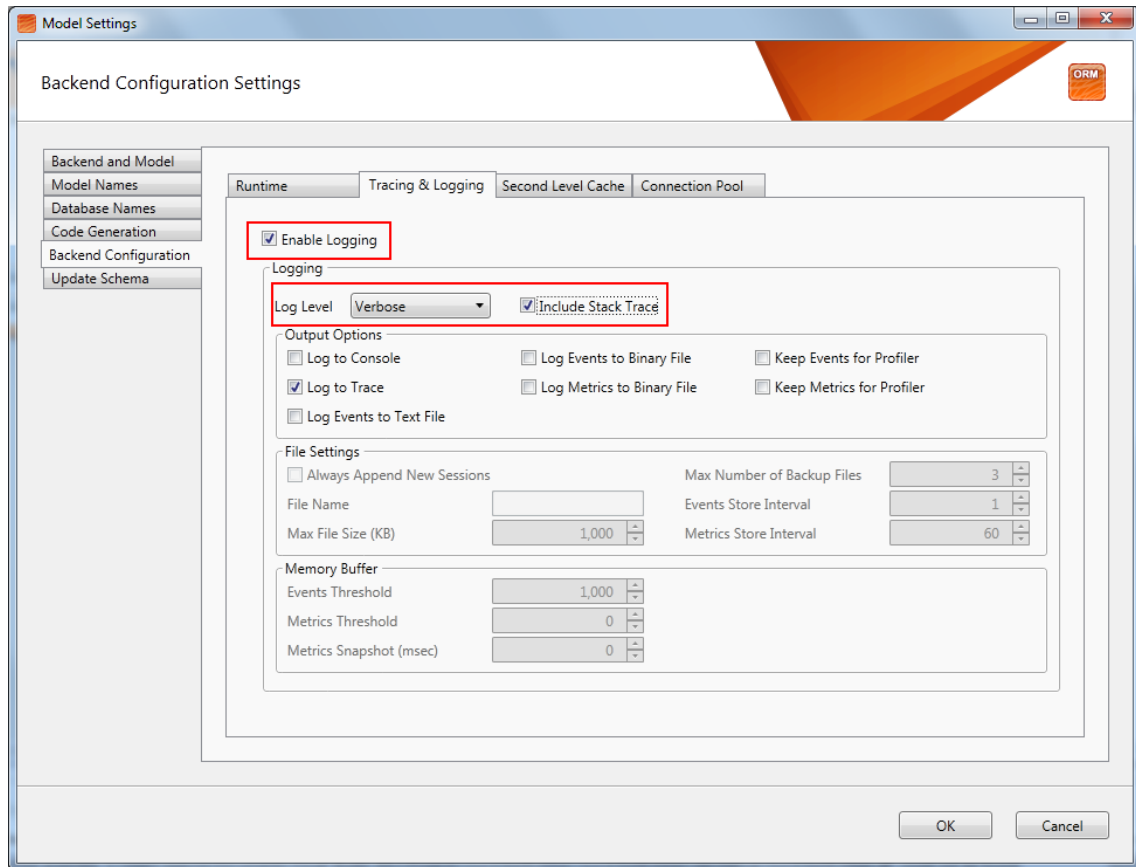 Model Settings
Backend Configuration Settings
ORM
Backend and Model
Model Names
Database Names
Code Generation
Backend Configuration
Update Schema
Runtime Tracing & Logging Second Level Cache Connection Pool
Enable Logging
Logging
Log Level Verbose Include Stack Trace
Output Options
Log to Console Log Events to Binary File Keep Events for Profiler
Log to Trace Log Metrics to Binary File Keep Metrics for Profiler
Log Events to Text File
File Settings
Always Append New Sessions Max Number of Backup Files 3
File Name Events Store Interval 1
Max File Size (KB) 1,000 Metrics Store Interval 60
Memory Buffer
Events Threshold 1,000
Metrics Threshold 0
Metrics Snapshot (msec) 0
OK Cancel